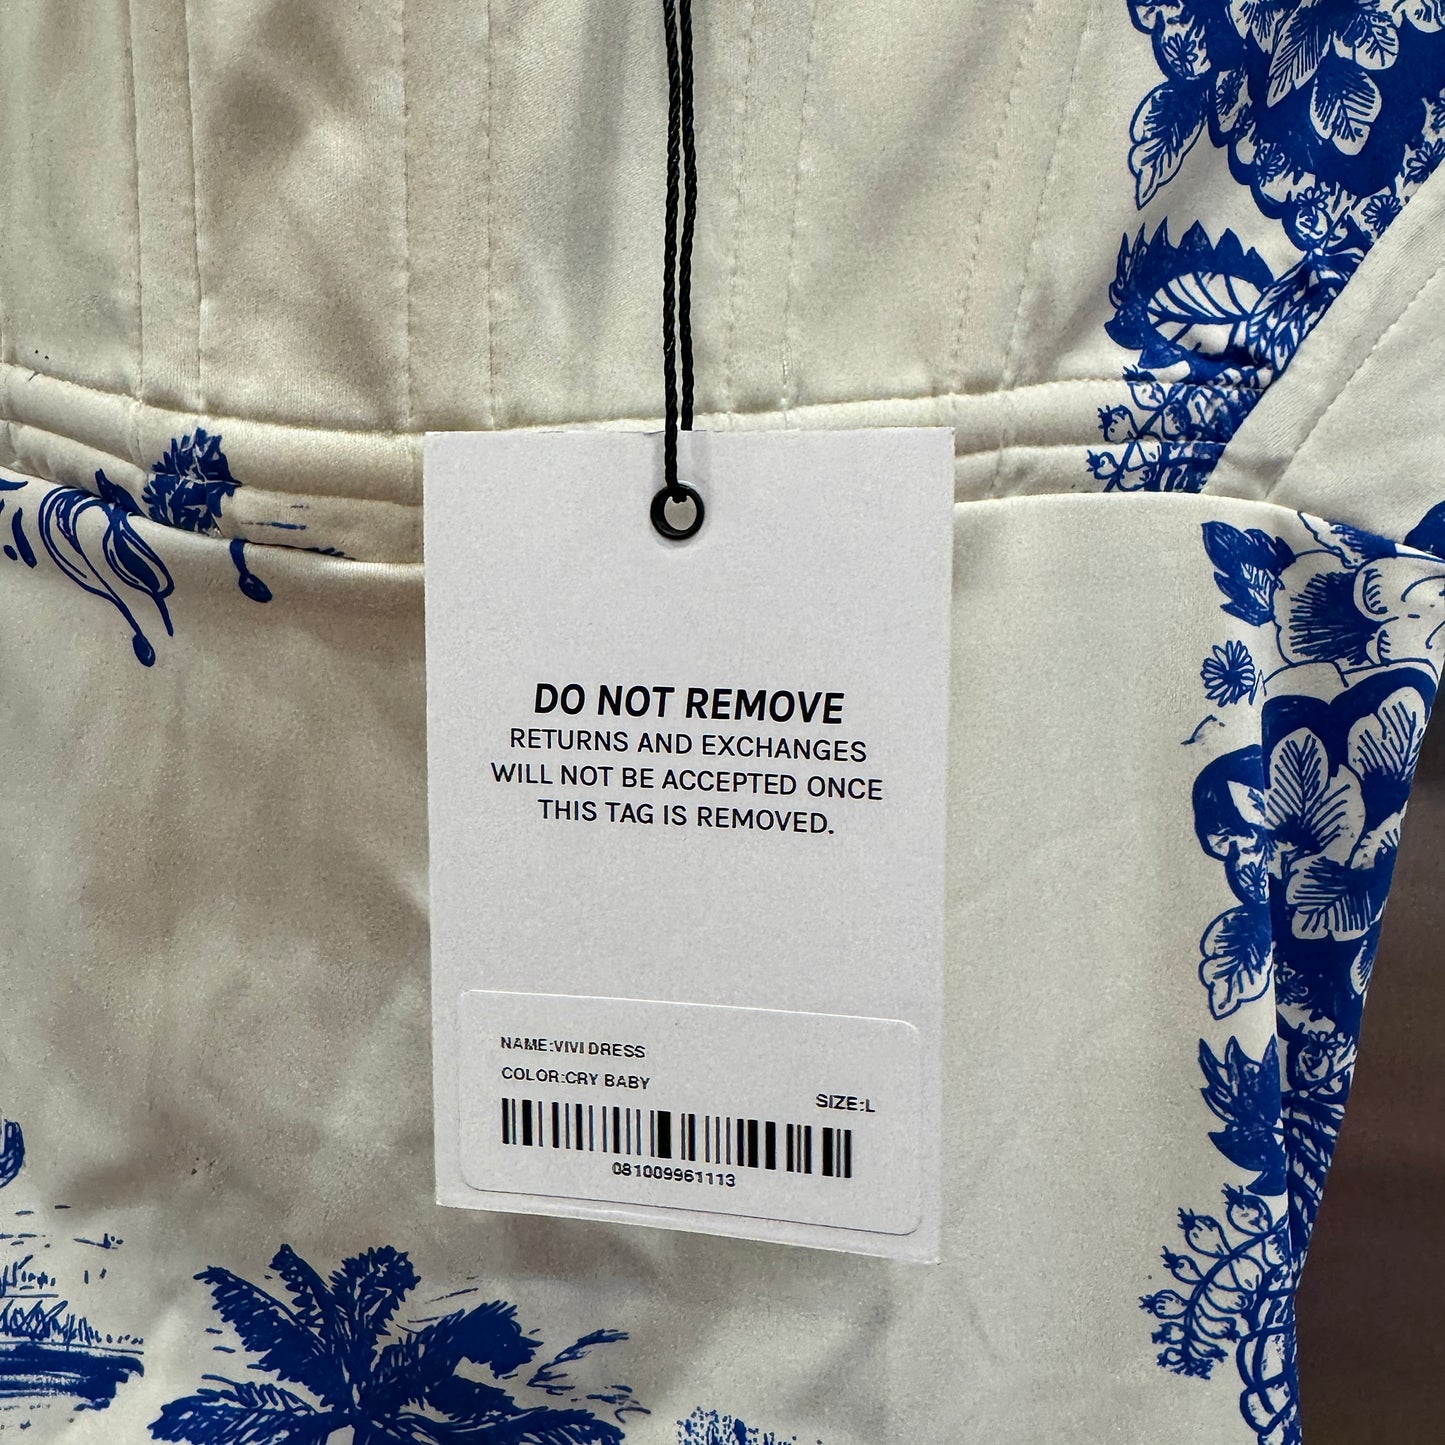 DO NOT REMOVE
RETURNS AND EXCHANGES
WILL NOT BE ACCEPTED ONCE
THIS TAG IS REMOVED.
NAME:VIVI DRESS
COLOR:CRY BABY
SIZE:L
081009961113